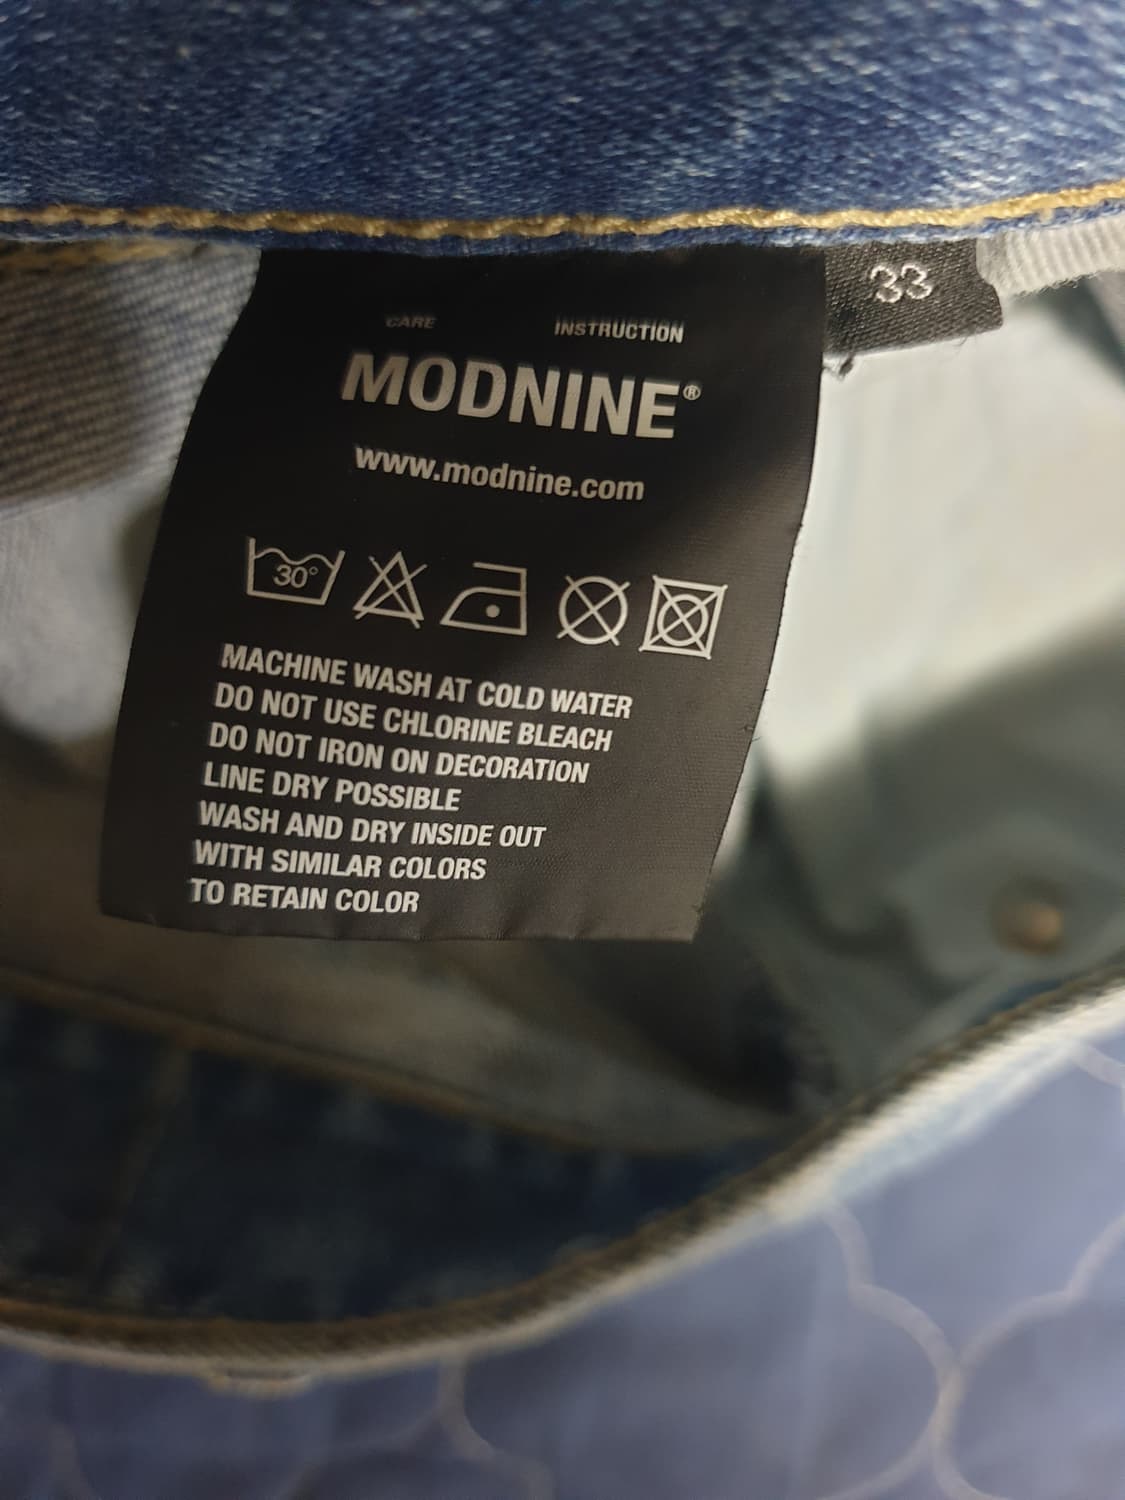 33
CARE INSTRUCTION
MODNINE®
www.modnine.com
30°
MACHINE WASH AT COLD WATER
DO NOT USE CHLORINE BLEACH
DO NOT IRON ON DECORATION
LINE DRY POSSIBLE
WASH AND DRY INSIDE OUT
WITH SIMILAR COLORS
TO RETAIN COLOR